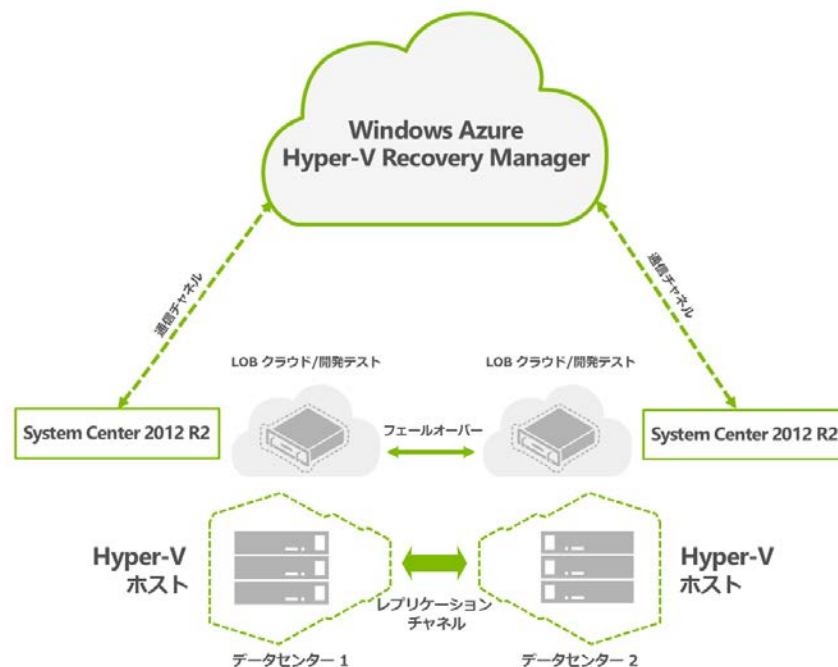 Windows Azure
Hyper-V Recovery Manager
通信チャネル
通信チャネル
LOB クラウド/開発テスト
LOB クラウド/開発テスト
System Center 2012 R2
フェールオーバー
System Center 2012 R2
Hyper-V
ホスト
Hyper-V
ホスト
レプリケーション
チャネル
データセンター 1
データセンター 2